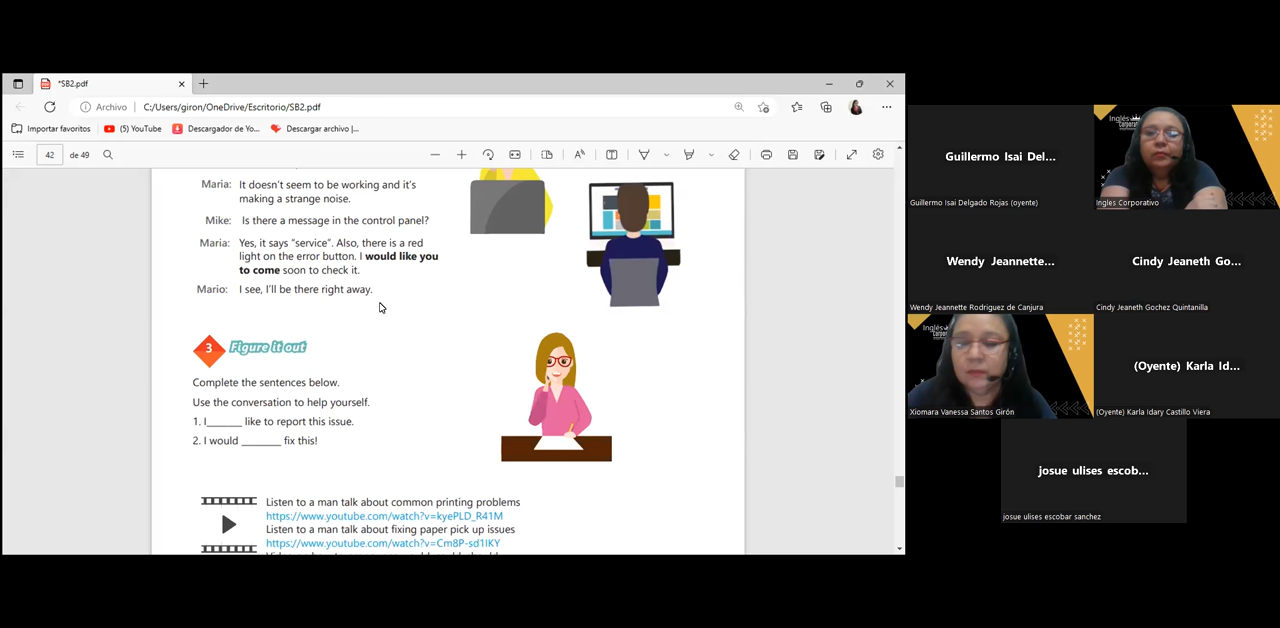 *SB2.pdf
Archivo
C:/Users/giron/OneDrive/Escritorio/SB2.pdf
Importar favoritos
(5) YouTube
Descargador de Yo...
Descargar archivo |...
42
de 49
Maria: It doesn't seem to be working and it's
making a strange noise.
Mike: Is there a message in the control panel?
Maria: Yes, it says "service". Also, there is a red
light on the error button. I would like you
to come soon to check it.
Mario: I see, I'll be there right away.
3 Figure it out
Complete the sentences below.
Use the conversation to help yourself.
1. I______ like to report this issue.
2. I would _______ fix this!
Listen to a man talk about common printing problems
https://www.youtube.com/watch?v=kyePLD_R41M
Listen to a man talk about fixing paper pick up issues
https://www.youtube.com/watch?v=Cm8P-sd1IKY
Guillermo Isai Del...
Guillermo Isai Delgado Rojas (oyente)
Inglés
Corporativo
Ingles Corporativo
Wendy Jeannette...
Wendy Jeannette Rodriguez de Canjura
Cindy Jeaneth Go...
Cindy Jeaneth Gochez Quintanilla
Inglés
Xiomara Vanessa Santos Girón
(Oyente) Karla Id...
(Oyente) Karla Idary Castillo Viera
josue ulises escob...
josue ulises escobar sanchez